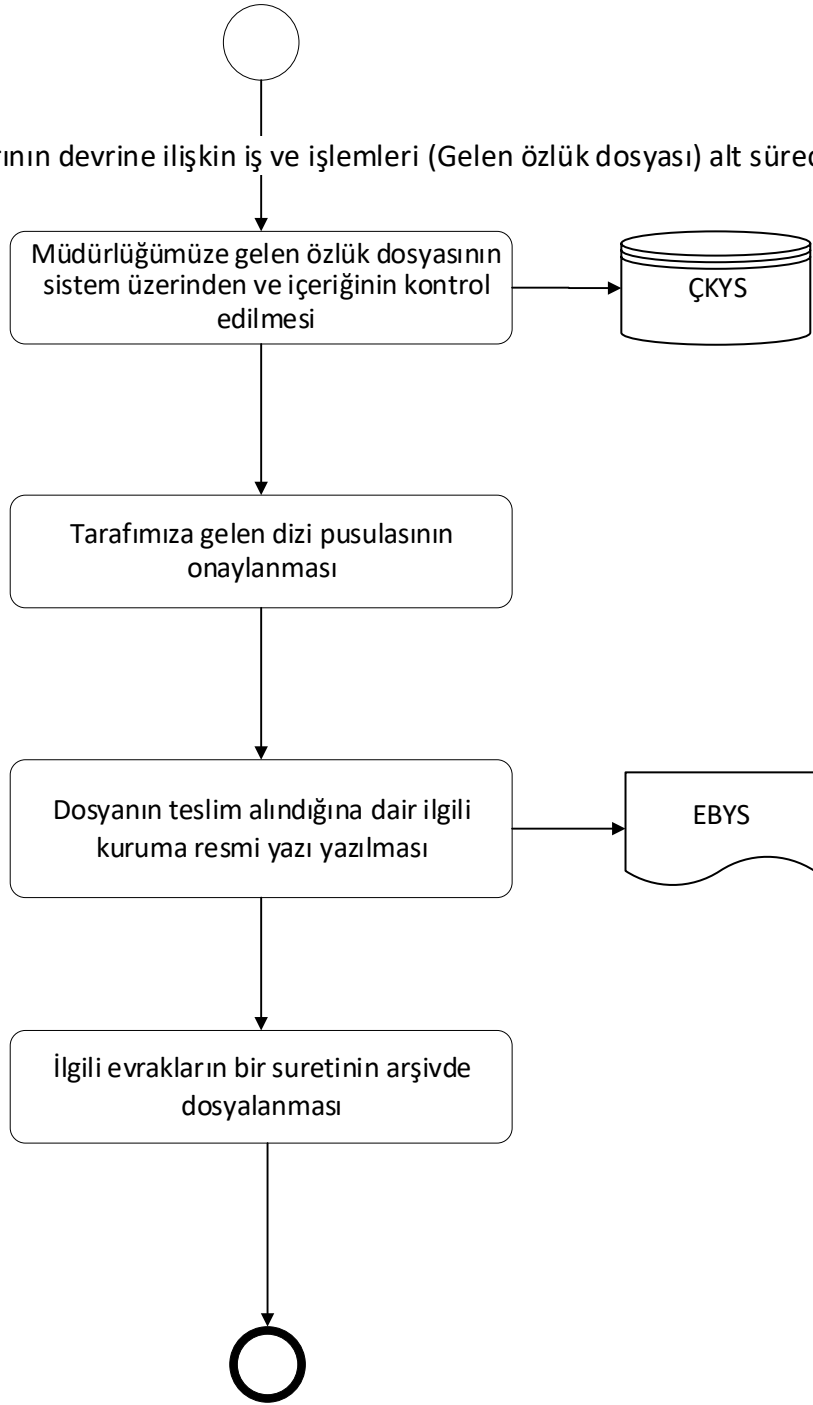 devrine ilişkin iş ve işlemleri (Gelen özlük dosyası) alt
Müdürlüğümüze gelen özlük dosyasının
sistem üzerinden ve içeriğinin kontrol
edilmesi
ÇKYS
Tarafımıza gelen dizi pusulasının
onaylanması
Dosyanın teslim alındığına dair ilgili
kuruma resmi yazı yazılması
EBYS
İlgili evrakların bir suretinin arşivde
dosyalanması